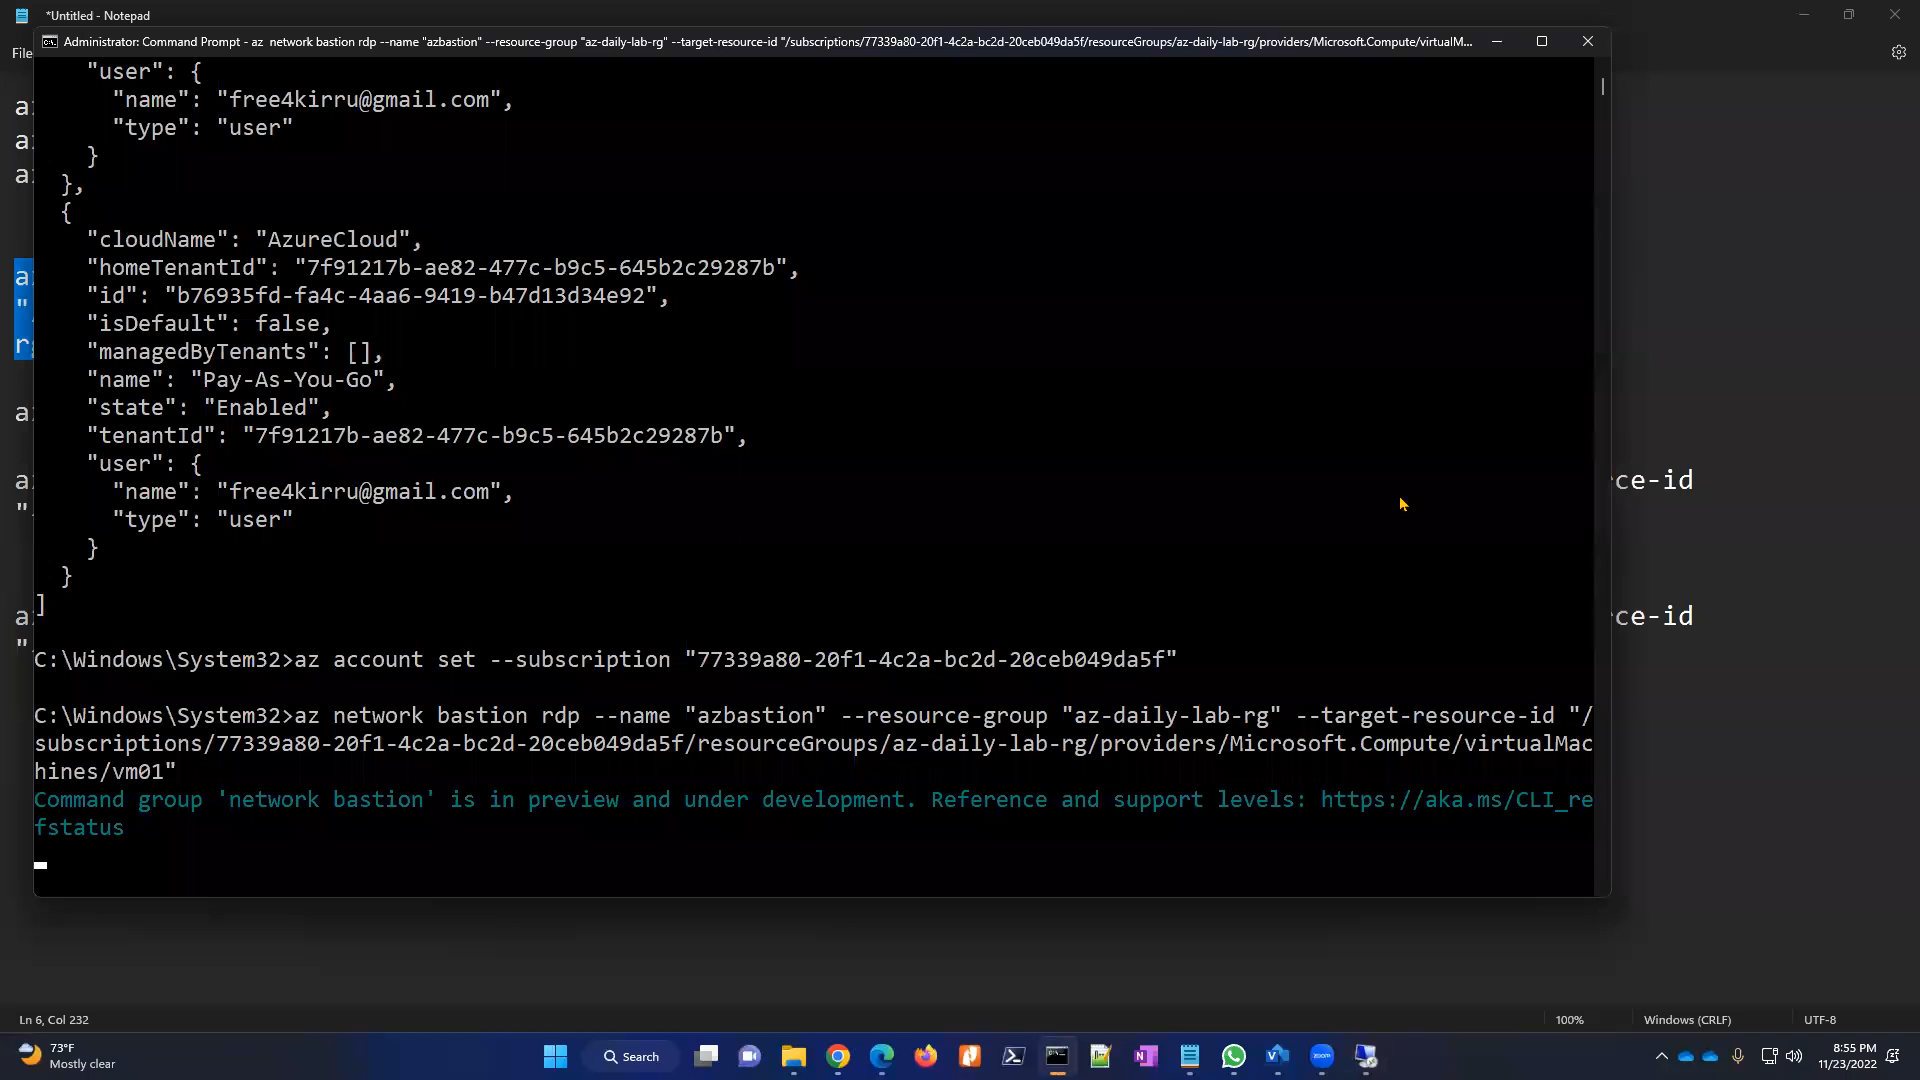 *Untitled - Notepad
Administrator: Command Prompt - az  network bastion rdp --name "azbastion" --resource-group "az-daily-lab-rg" --target-resource-id "/subscriptions/77339a80-20f1-4c2a-bc2d-20ceb049da5f/resourceGroups/az-daily-lab-rg/providers/Microsoft.Compute/virtualM...
File
    "user": {
      "name": "free4kirru@gmail.com",
      "type": "user"
    }
  },
  {
    "cloudName": "AzureCloud",
    "homeTenantId": "7f91217b-ae82-477c-b9c5-645b2c29287b",
    "id": "b76935fd-fa4c-4aa6-9419-b47d13d34e92",
    "isDefault": false,
    "managedByTenants": [],
    "name": "Pay-As-You-Go",
    "state": "Enabled",
    "tenantId": "7f91217b-ae82-477c-b9c5-645b2c29287b",
    "user": {
      "name": "free4kirru@gmail.com",
      "type": "user"
    }
  }
]
C:\Windows\System32>az account set --subscription "77339a80-20f1-4c2a-bc2d-20ceb049da5f"
C:\Windows\System32>az network bastion rdp --name "azbastion" --resource-group "az-daily-lab-rg" --target-resource-id "/
subscriptions/77339a80-20f1-4c2a-bc2d-20ceb049da5f/resourceGroups/az-daily-lab-rg/providers/Microsoft.Compute/virtualMac
hines/vm01"
Command group 'network bastion' is in preview and under development. Reference and support levels: https://aka.ms/CLI_re
fstatus
ce-id
ce-id
Ln 6, Col 232
100%
Windows (CRLF)
UTF-8
73°F
Mostly clear
Search
zoom
8:55 PM
11/23/2022